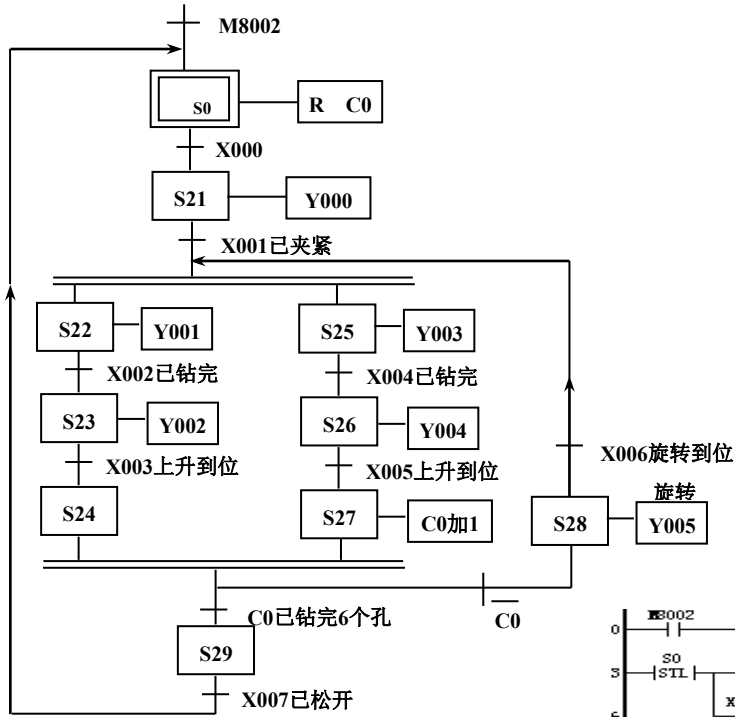 M8002
S0
R C0
X000
S21
Y000
X001已夹紧
S22
Y001
S25
Y003
X002已钻完
X004已钻完
S23
Y002
S26
Y004
X006旋转到位
X003上升到位
X005上升到位
旋转
S24
S27
C0加1
S28
Y005
C0已钻完6个孔
C0
S29
X007已松开
0
8002
S0
3
STL
X
6